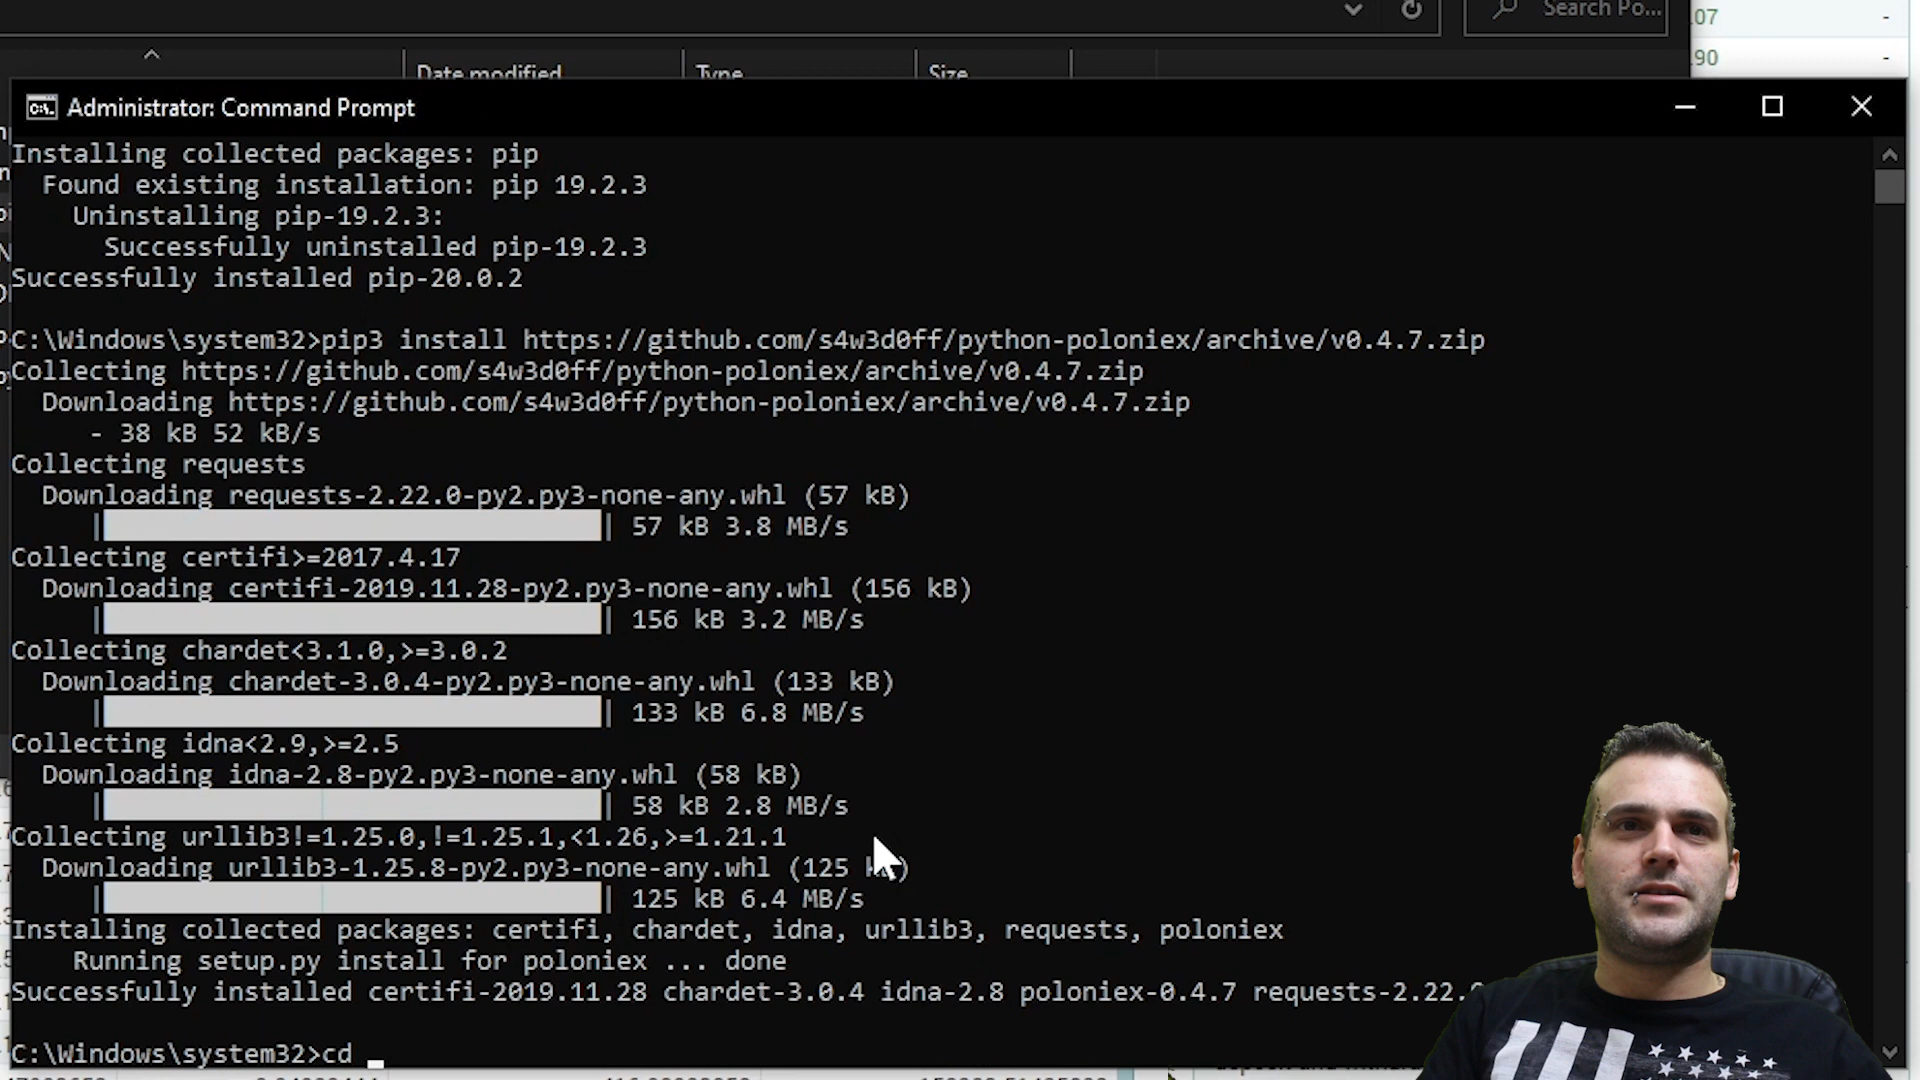 Search Po...
07
-
90
-
Date modified
Type
Size
Administrator: Command Prompt
Installing collected packages: pip
Found existing installation: pip 19.2.3
Uninstalling pip-19.2.3:
Successfully uninstalled pip-19.2.3
Successfully installed pip-20.0.2
C:\Windows\system32>pip3 install https://github.com/s4w3d0ff/python-poloniex/archive/v0.4.7.zip
Collecting https://github.com/s4w3d0ff/python-poloniex/archive/v0.4.7.zip
Downloading https://github.com/s4w3d0ff/python-poloniex/archive/v0.4.7.zip
- 38 kB 52 kB/s
Collecting requests
Downloading requests-2.22.0-py2.py3-none-any.whl (57 kB)
| | 57 kB 3.8 MB/s
Collecting certifi>=2017.4.17
Downloading certifi-2019.11.28-py2.py3-none-any.whl (156 kB)
| | 156 kB 3.2 MB/s
Collecting chardet<3.1.0,>=3.0.2
Downloading chardet-3.0.4-py2.py3-none-any.whl (133 kB)
| | 133 kB 6.8 MB/s
Collecting idna<2.9,>=2.5
Downloading idna-2.8-py2.py3-none-any.whl (58 kB)
| | 58 kB 2.8 MB/s
Collecting urllib3!=1.25.0,!=1.25.1,<1.26,>=1.21.1
Downloading urllib3-1.25.8-py2.py3-none-any.whl (125 kB)
| | 125 kB 6.4 MB/s
Installing collected packages: certifi, chardet, idna, urllib3, requests, poloniex
Running setup.py install for poloniex ... done
Successfully installed certifi-2019.11.28 chardet-3.0.4 idna-2.8 poloniex-0.4.7 requests-2.22.0
C:\Windows\system32>cd _